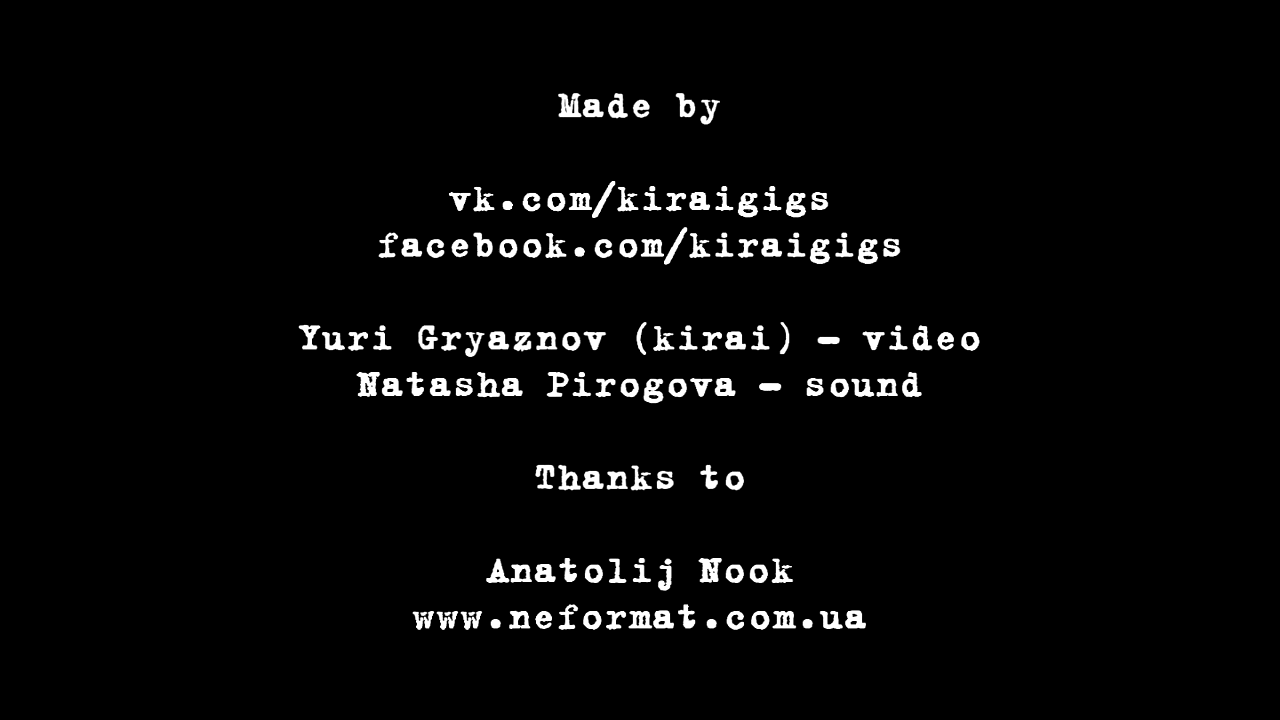 Made by
vk.com/kiraigigs
facebook.com/kiraigigs
Yuri Gryaznov (kirai) - video
Natasha Pirogova - sound
Thanks to
Anatolij Nook
www.neformat.com.ua